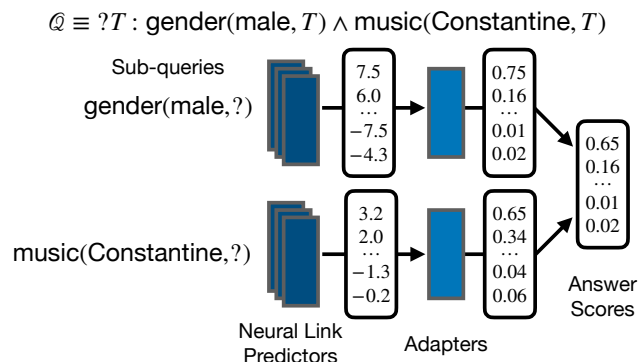 𝒬 ≡ ?T : gender(male, T) ∧ music(Constantine, T)
Sub-queries
gender(male, ?)
7.5
6.0
...
−7.5
−4.3
0.75
0.16
...
0.01
0.02
music(Constantine, ?)
3.2
2.0
...
−1.3
−0.2
0.65
0.34
...
0.04
0.06
0.65
0.16
...
0.01
0.02
Neural Link
Predictors
Adapters
Answer
Scores